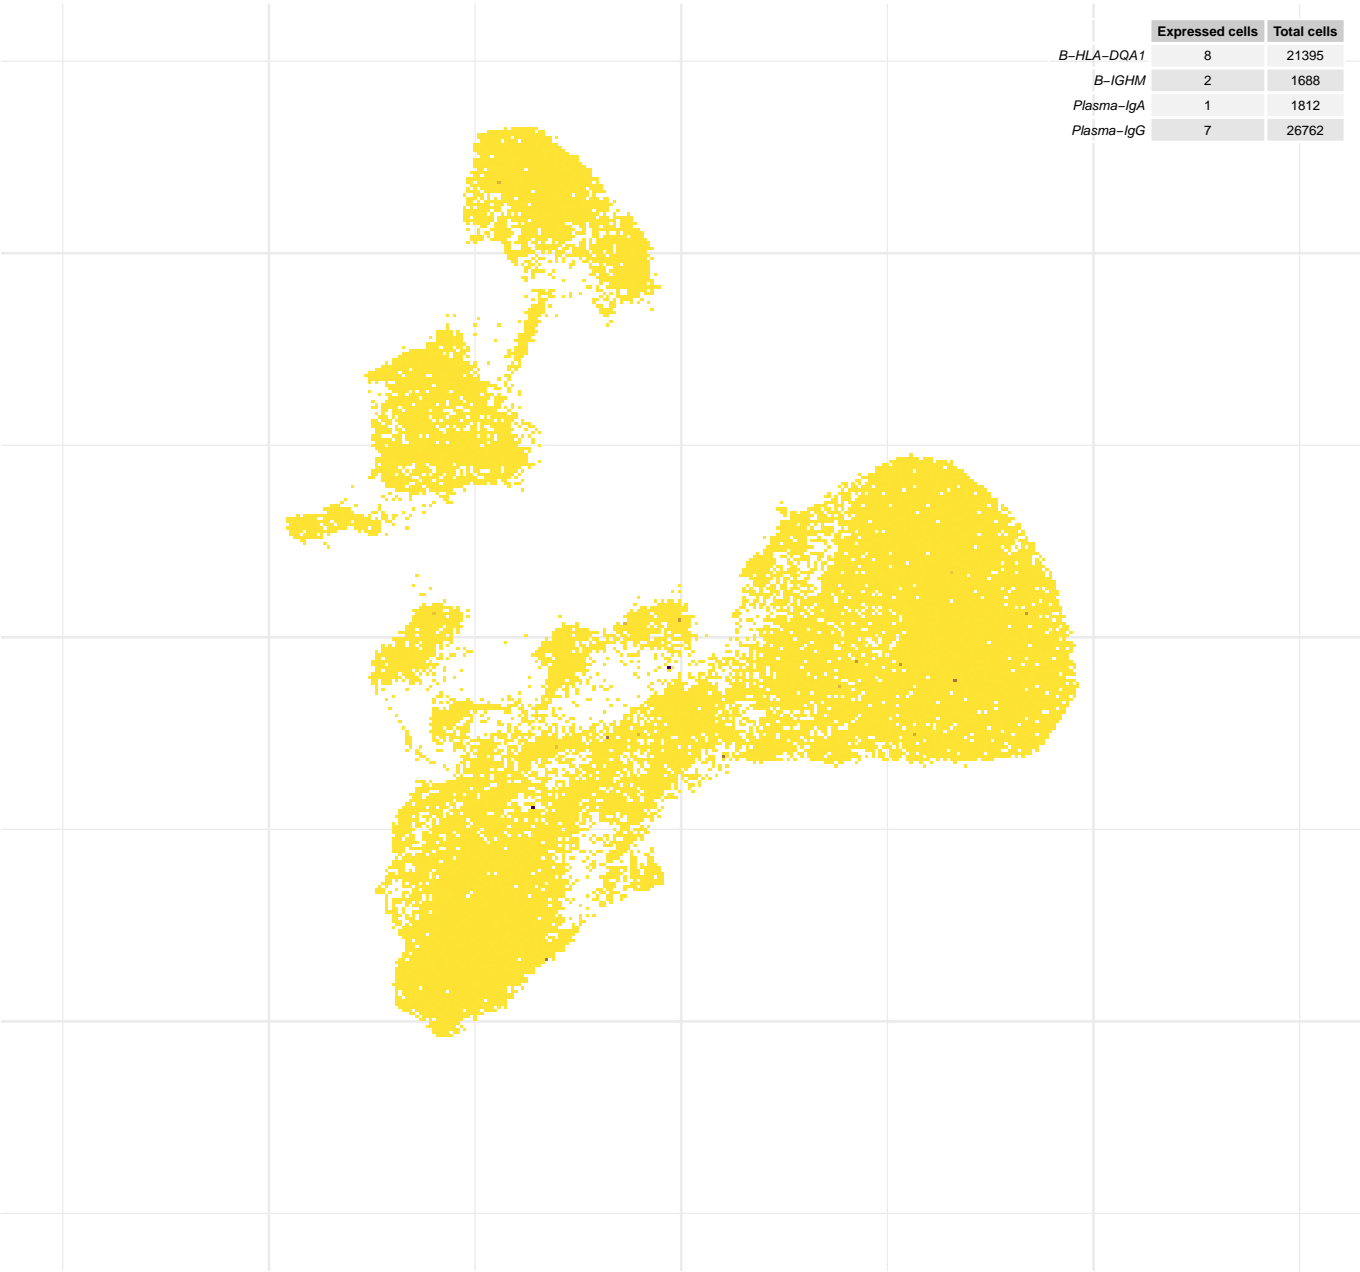 Expressed cells Total cells
B−HLA−DQA1 8 21395
B−IGHM 2 1688
Plasma−IgA 1 1812
Plasma−IgG 7 26762